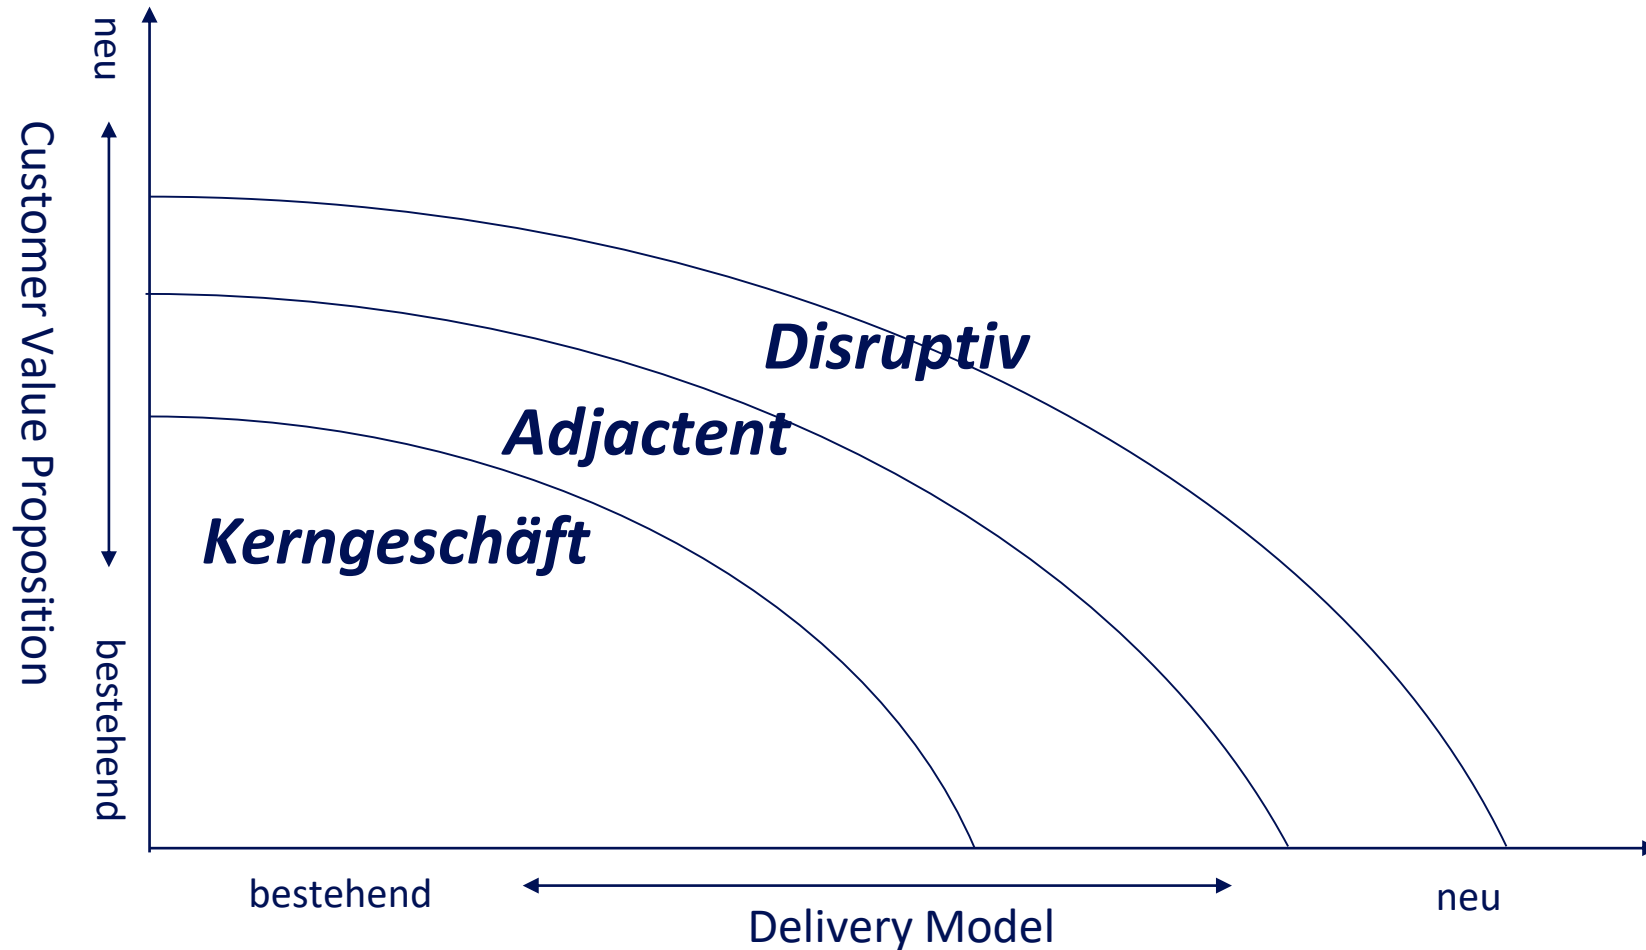 neu
Customer Value Proposition
bestehend
Disruptiv
Adjactent
Kerngeschäft
bestehend
neu
Delivery Model